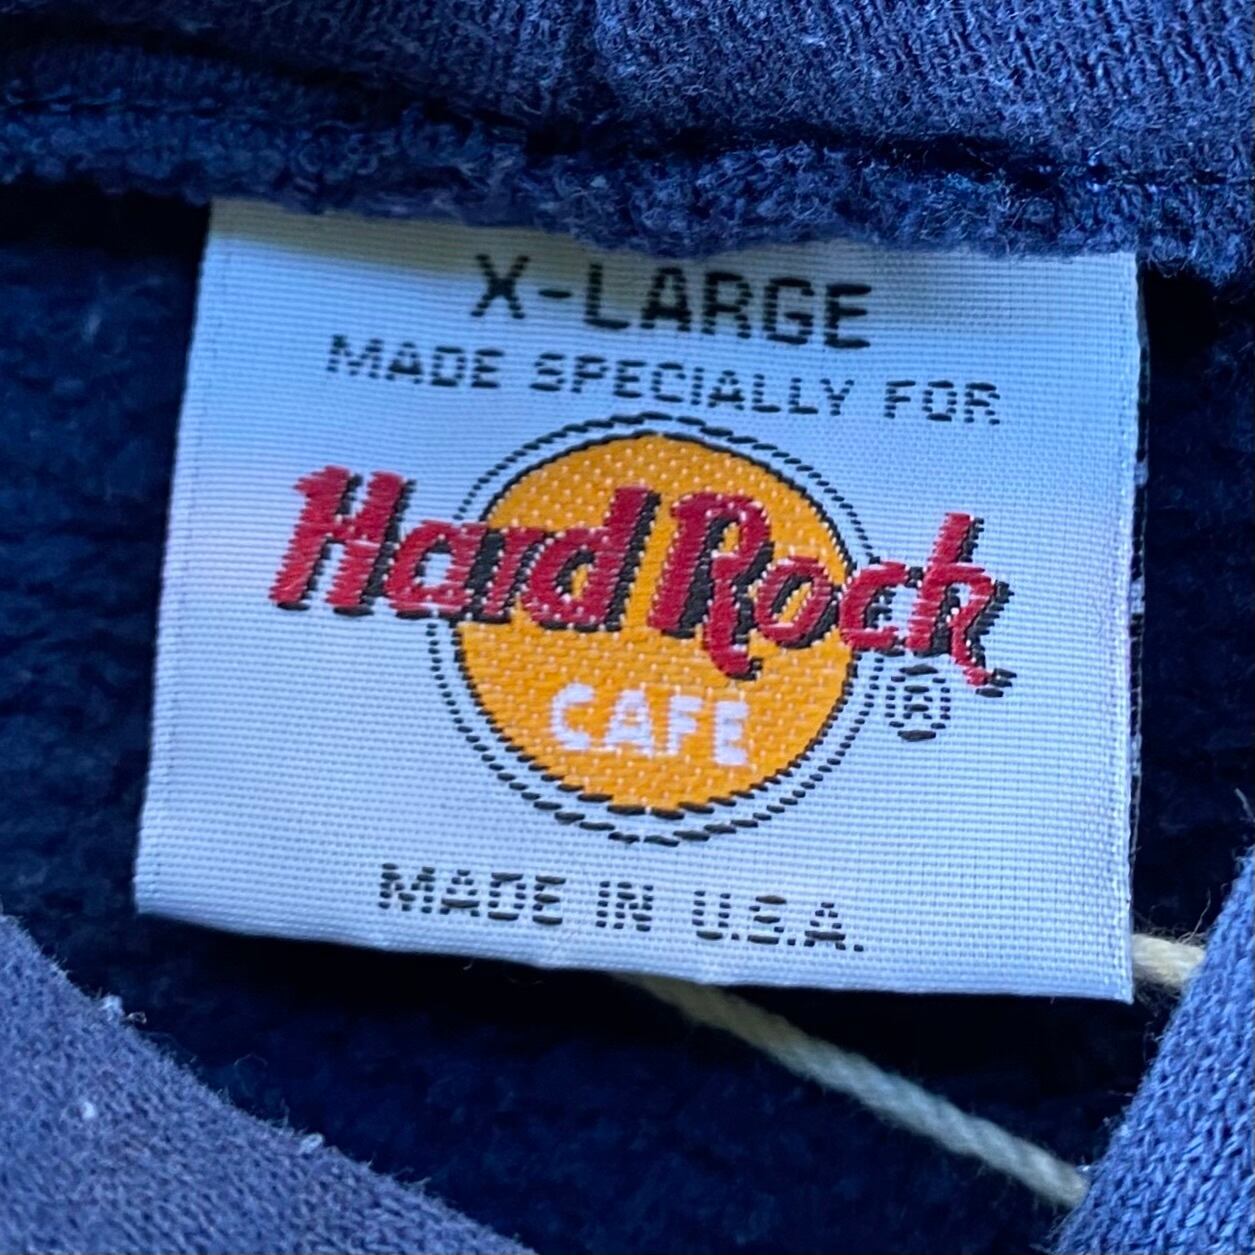 X-LARGE
MADE SPECIALLY FOR
Hard Rock
CAFE
®
MADE IN U.S.A.